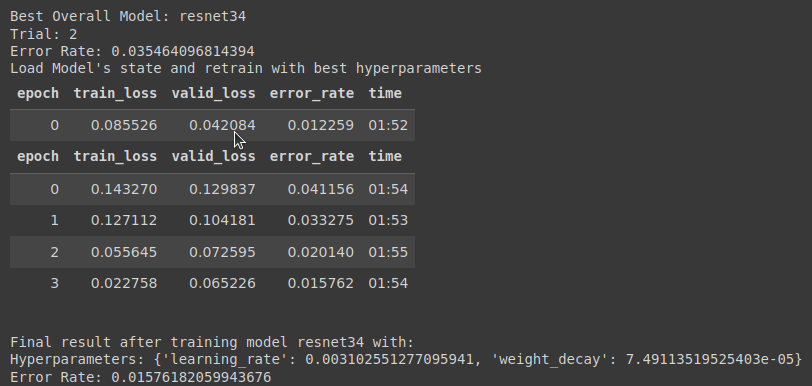 Best Overall Model: resnet34
Trial: 2
Error Rate: 0.035464096814394
Load Model's state and retrain with best hyperparameters
epoch train_loss valid_loss error_rate time
0 0.085526 0.042084 0.012259 01:52
epoch train_loss valid_loss error_rate time
0 0.143270 0.129837 0.041156 01:54
1 0.127112 0.104181 0.033275 01:53
2 0.055645 0.072595 0.020140 01:55
3 0.022758 0.065226 0.015762 01:54
Final result after training model resnet34 with:
Hyperparameters: {'learning_rate': 0.003102551277095941, 'weight_decay': 7.49113519525403e-05}
Error Rate: 0.01576182059943676